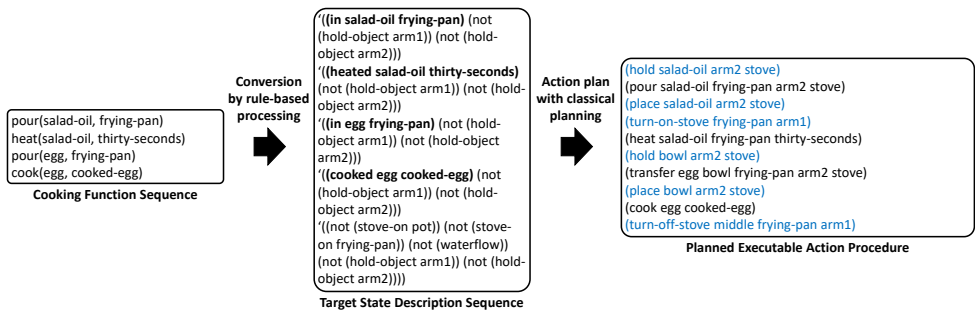 pour(salad-oil, frying-pan)
heat(salad-oil, thirty-seconds)
pour(egg, frying-pan)
cook(egg, cooked-egg)
Cooking Function Sequence
Conversion
by rule-based
processing
'((in salad-oil frying-pan) (not
(hold-object arm1)) (not (hold-
object arm2)))
'((heated salad-oil thirty-seconds)
(not (hold-object arm1)) (not (hold-
object arm2)))
'((in egg frying-pan) (not (hold-
object arm1)) (not (hold-object
arm2)))
'((cooked egg cooked-egg) (not
(hold-object arm1)) (not (hold-
object arm2)))
'((not (stove-on pot)) (not (stove-
on frying-pan)) (not (waterflow))
(not (hold-object arm1)) (not (hold-
object arm2))))
Target State Description Sequence
Action plan
with classical
planning
(hold salad-oil arm2 stove)
(pour salad-oil frying-pan arm2 stove)
(place salad-oil arm2 stove)
(turn-on-stove frying-pan arm1)
(heat salad-oil frying-pan thirty-seconds)
(hold bowl arm2 stove)
(transfer egg bowl frying-pan arm2 stove)
(place bowl arm2 stove)
(cook egg cooked-egg)
(turn-off-stove middle frying-pan arm1)
Planned Executable Action Procedure